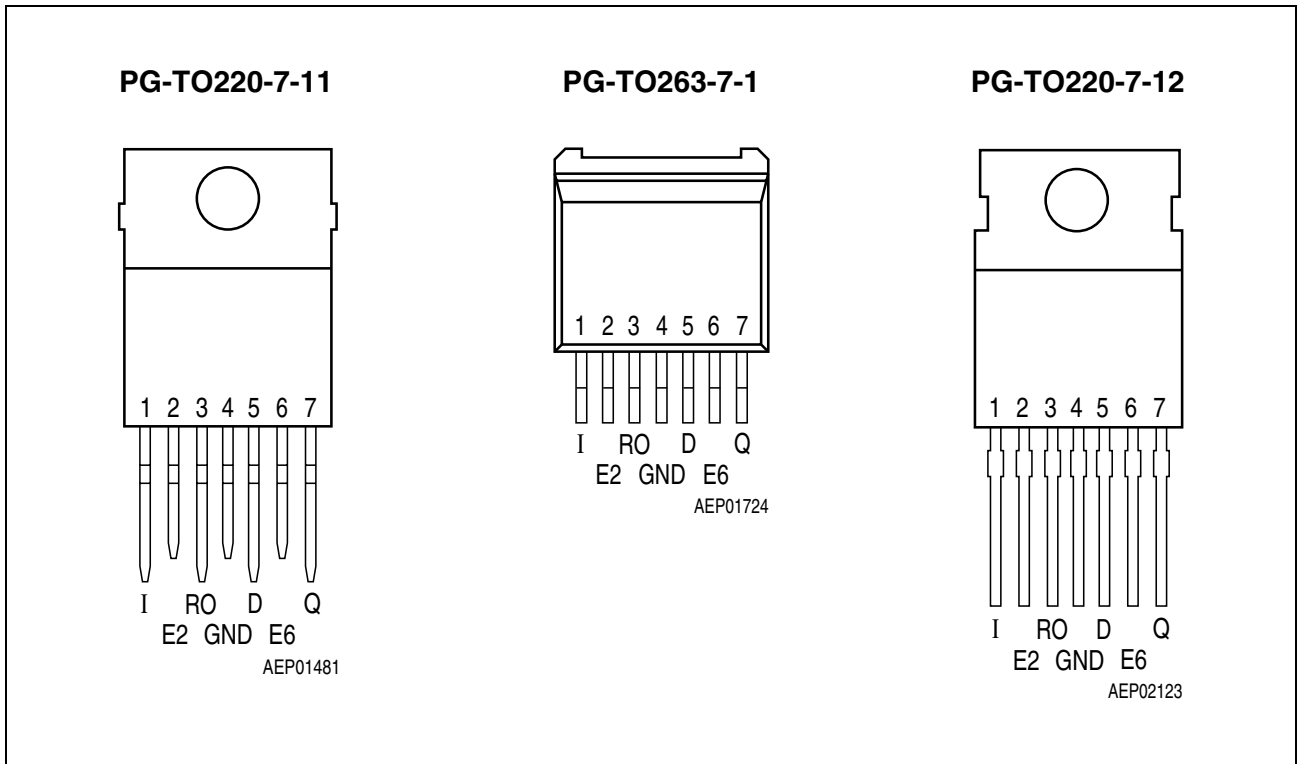 PG-TO220-7-11
1 2 3 4 5 6 7
I RO D Q
E2 GND E6
AEP01481
PG-TO263-7-1
1 2 3 4 5 6 7
I RO D Q
E2 GND E6
AEP01724
PG-TO220-7-12
1 2 3 4 5 6 7
I RO D Q
E2 GND E6
AEP02123